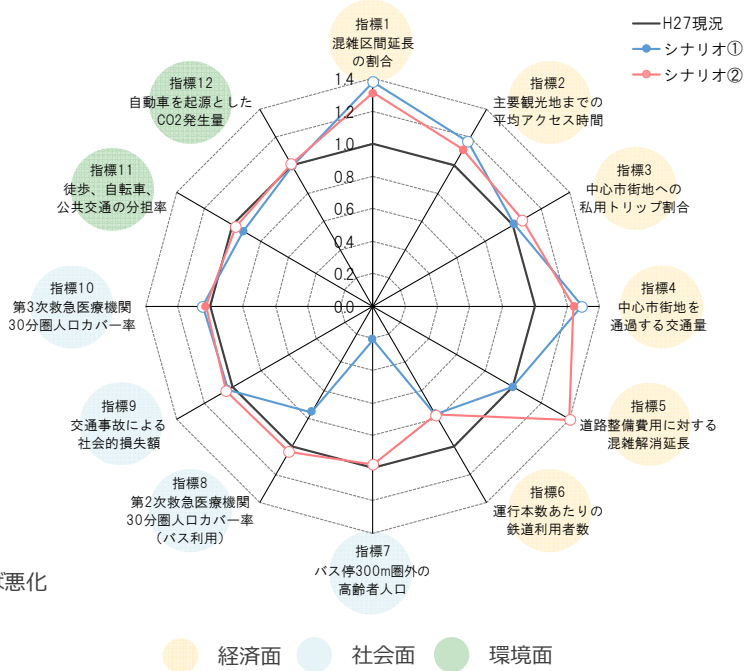 H27現況
シナリオ①
シナリオ②
指標1
混雑区間延長
の割合
指標2
主要観光地までの
平均アクセス時間
指標3
中心市街地への
私用トリップ割合
指標4
中心市街地を
通過する交通量
指標5
道路整備費用に対する
混雑解消延長
指標6
運行本数あたりの
鉄道利用者数
指標7
バス停300m圏外の
高齢者人口
指標8
第2次救急医療機関
30分圏人口カバー率
（バス利用）
指標9
交通事故による
社会的損失額
指標10
第3次救急医療機関
30分圏人口カバー率
指標11
徒歩、自転車、
公共交通の分担率
指標12
自動車を起源とした
CO2発生量
1.4
1.2
1.0
0.8
0.6
0.4
0.2
0.0
悪化
経済面 社会面 環境面